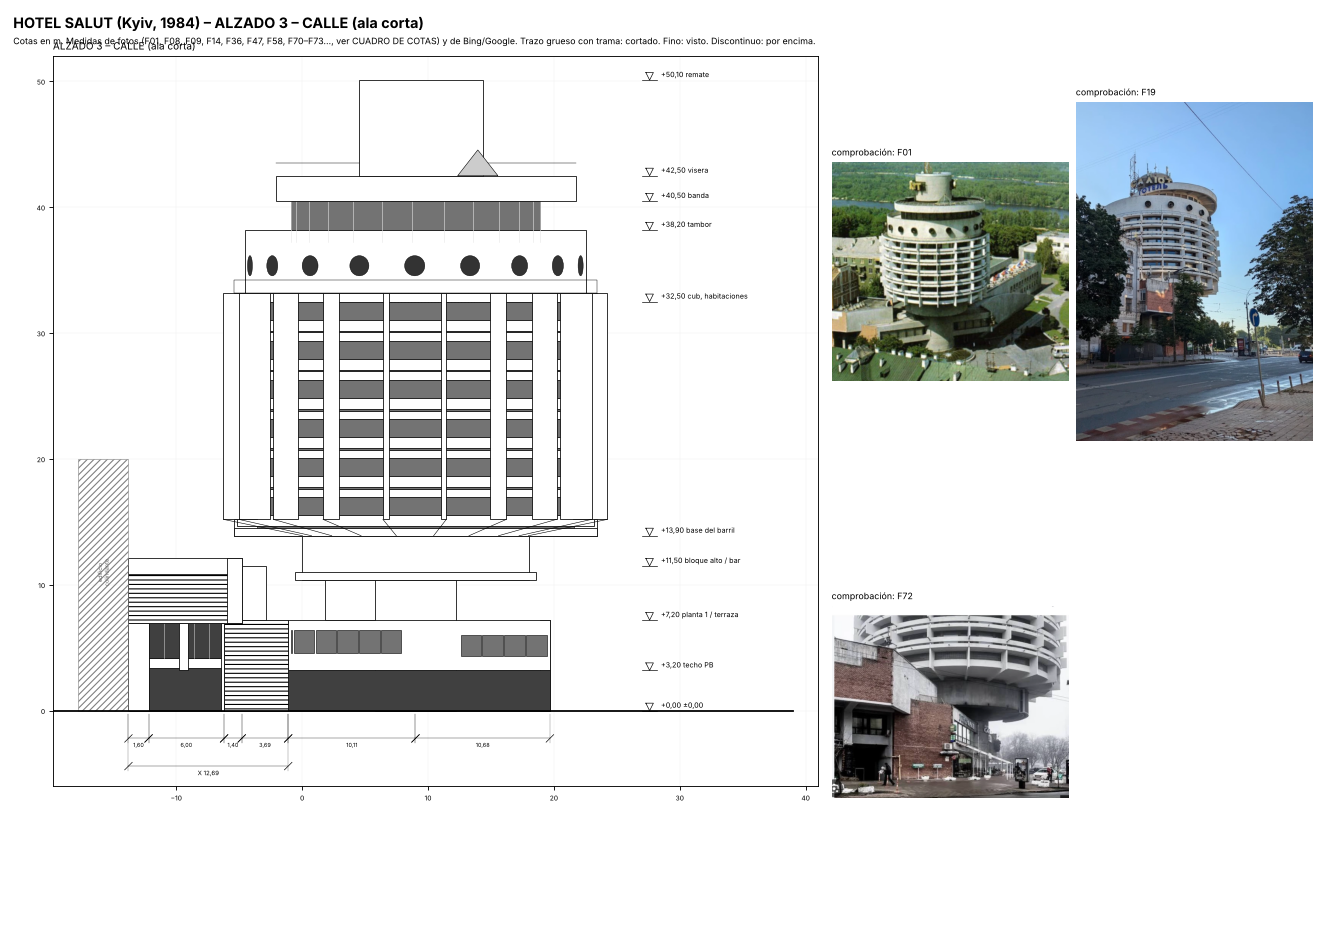 HOTEL SALUT (Kyiv, 1984) – ALZADO 3 – CALLE (ala corta)
Cotas en m. Medidas de fotos (F01, F08, F09, F14, F36, F47, F58, F70–F73..., ver CUADRO DE COTAS) y de Bing/Google. Trazo grueso con trama: cortado. Fino: visto. Discontinuo: por encima.
ALZADO 3 – CALLE (ala corta)
50
40
30
20
10
0
+50,10 remate
+42,50 visera
+40,50 banda
+38,20 tambor
+32,50 cub, habitaciones
+13,90 base del barril
+11,50 bloque alto / bar
+7,20 planta 1 / terraza
+3,20 techo PB
+0,00 ±0,00
1,60
6,00
1,40
3,69
10,11
10,68
X 12,69
−10
0
10
20
30
40
comprobación: F01
comprobación: F19
comprobación: F72